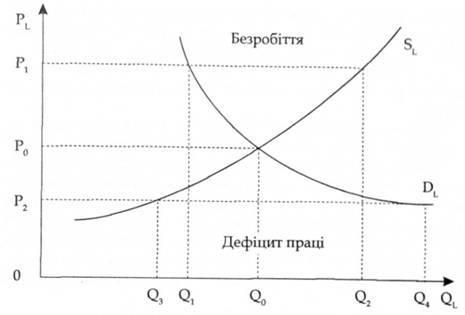 P_L
Безробіття
S_L
P_1
P_0
P_2
D_L
Дефіцит праці
0
Q_3 Q_1 Q_0 Q_2 Q_4 Q_L